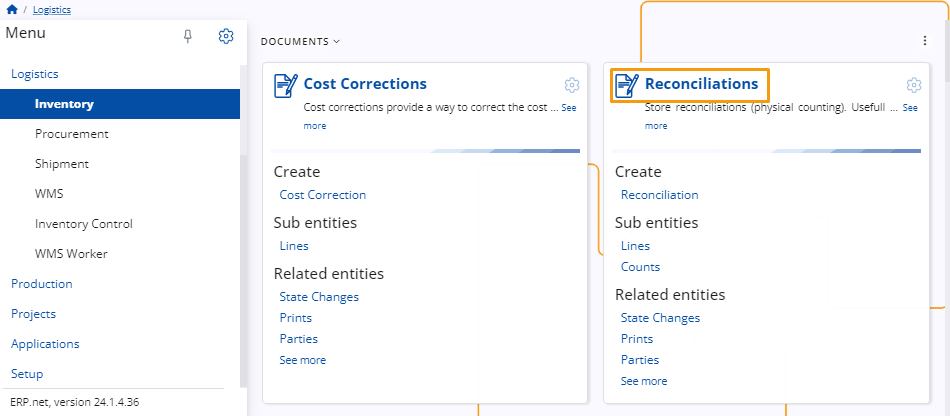 / Logistics
Menu
Logistics
Inventory
Procurement
Shipment
WMS
Inventory Control
WMS Worker
Production
Projects
Applications
Setup
ERP.net, version 24.1.4.36
DOCUMENTS
Cost Corrections
Cost corrections provide a way to correct the cost ... See
more
Create
Cost Correction
Sub entities
Lines
Related entities
State Changes
Prints
Parties
See more
Reconciliations
Store reconciliations (physical counting). Usefull ... See
more
Create
Reconciliation
Sub entities
Lines
Counts
Related entities
State Changes
Prints
Parties
See more